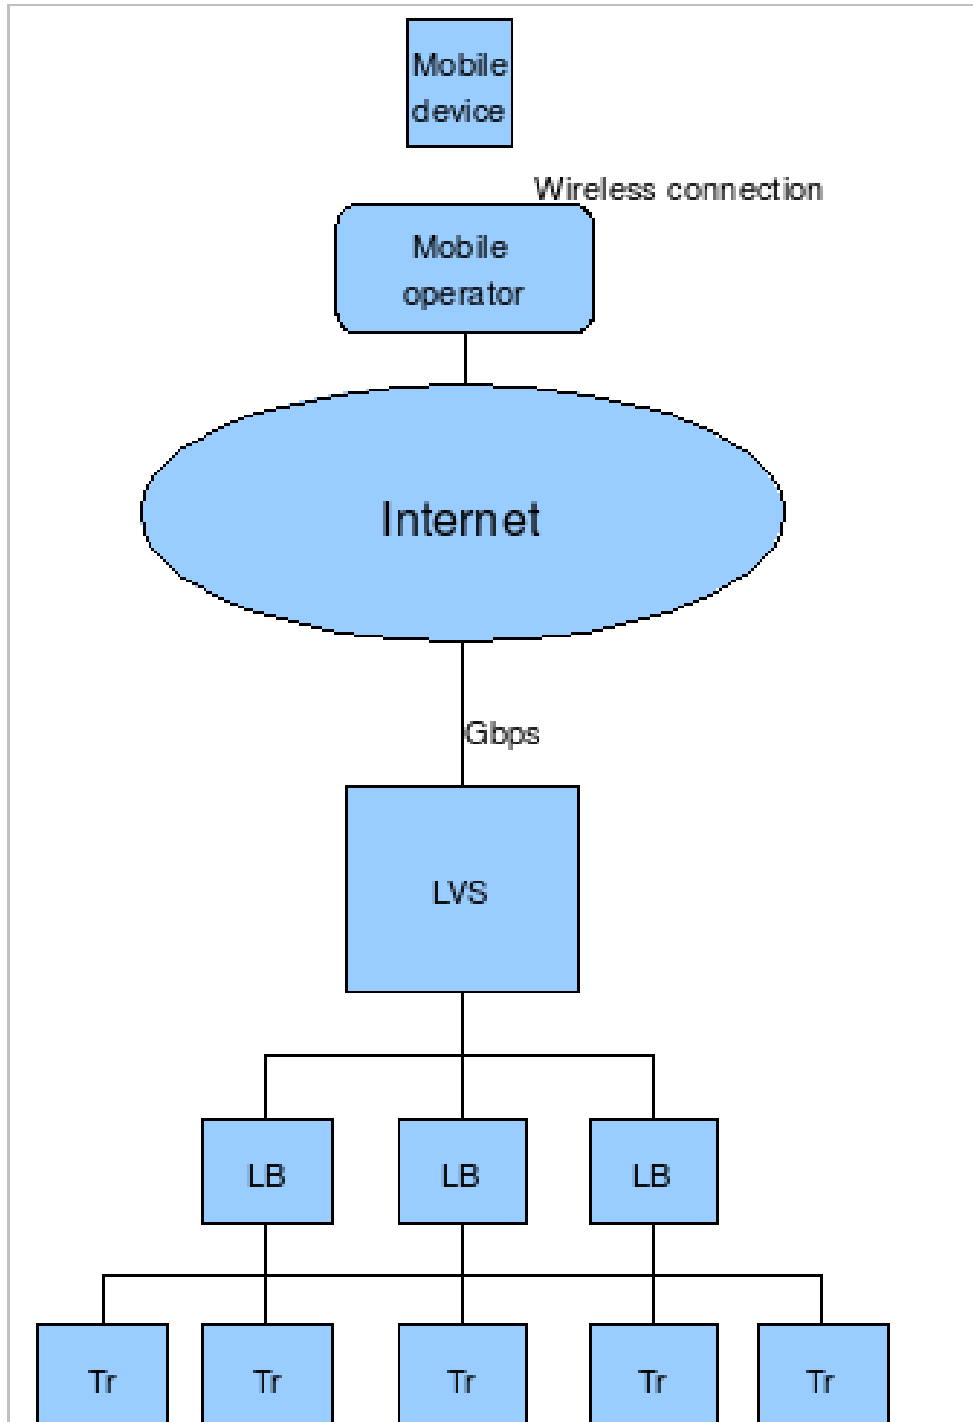 Mobile
device
Wireless connection
Mobile
operator
Internet
Gbps
LVS
LB LB LB
Tr Tr Tr Tr Tr